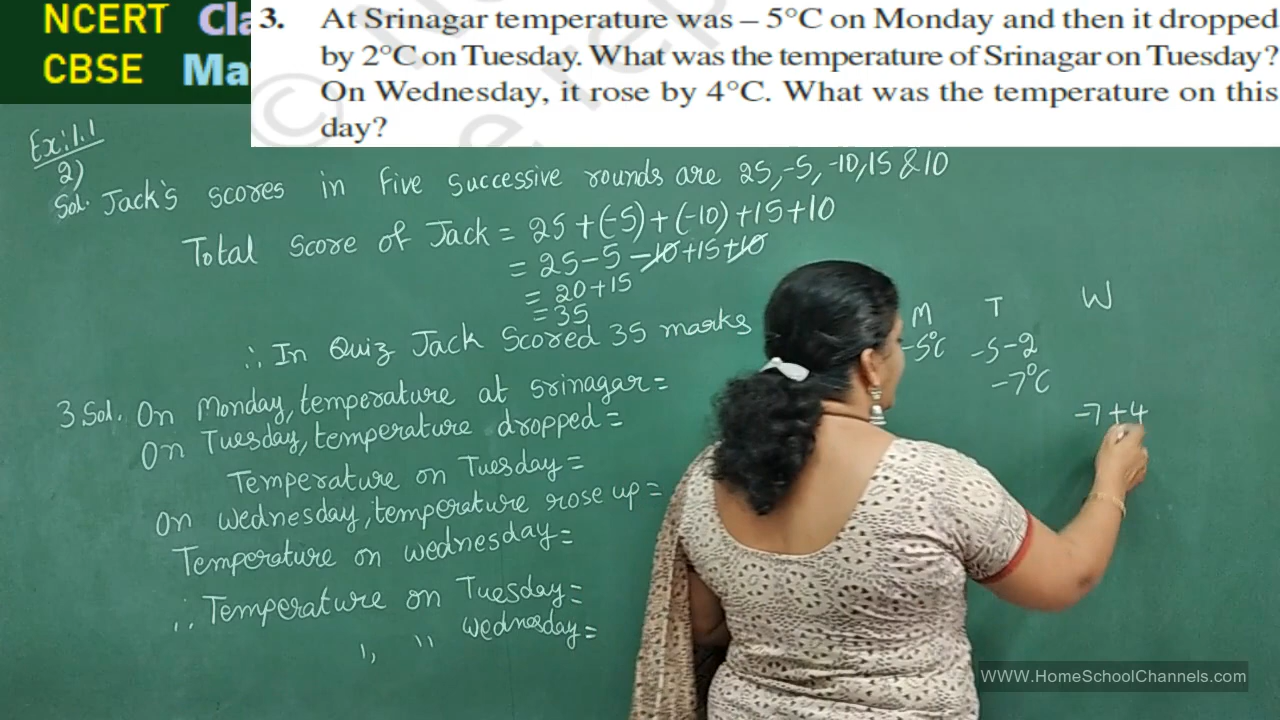 NCERT Cla
CBSE Ma
3. At Srinagar temperature was – 5°C on Monday and then it dropped
by 2°C on Tuesday. What was the temperature of Srinagar on Tuesday?
On Wednesday, it rose by 4°C. What was the temperature on this
day?
Ex:1.1
2)
Sol. Jack's scores in Five successive rounds are 25,-5,-10,15 & 10
Total Score of Jack = 25 + (-5) + (-10) + 15 + 10
= 25 - 5 - 10 + 15 + 10
= 20 + 15
= 35
∴ In Quiz Jack Scored 35 marks
M T W
-5°C -5-2
-7°C
-7+4
3 Sol. On Monday, temperature at srinagar =
On Tuesday, temperature dropped =
Temperature on Tuesday =
On wednesday, temperature rose up =
Temperature on wednesday =
∴ Temperature on Tuesday =
,, ,, wednesday =
WWW.HomeSchoolChannels.com